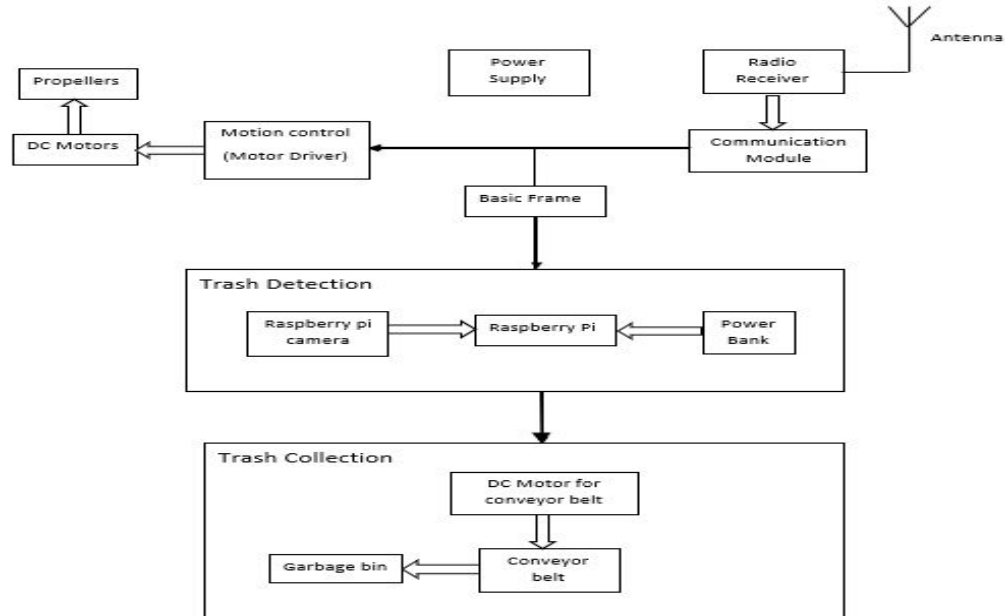 Antenna
Power
Supply
Radio
Receiver
Propellers
DC Motors
Motion control
(Motor Driver)
Communication
Module
Basic Frame
Trash Detection
Raspberry pi
camera
Raspberry Pi
Power
Bank
Trash Collection
DC Motor for
conveyor belt
Garbage bin
Conveyor
belt